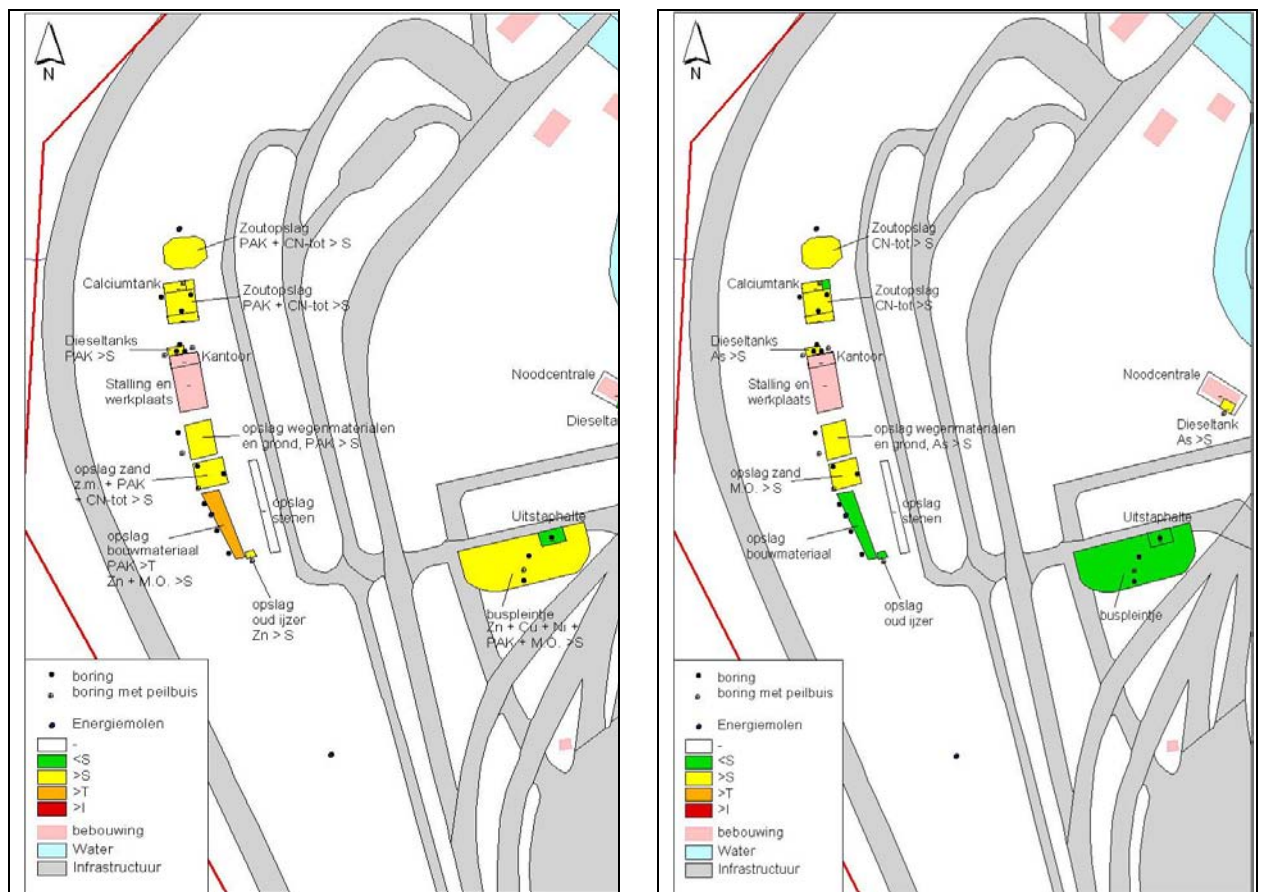 N
Zoutopslag
PAK + CN-tot > S
Calciumtank
Zoutopslag
PAK + CN-tot >S
Dieseltanks
PAK >S
Kantoor
Stalling en
werkplaats
Noodcentrale
opslag wegenmaterialen
en grond, PAK > S
opslag zand
z.m. + PAK
+ CN-tot > S
opslag
stenen
Uitstaphalte
opslag
bouwmateriaal
PAK >T
Zn + M.O. >S
opslag
oud ijzer
Zn > S
buspleintje
Zn + Cu + Ni +
PAK + M.O. >S
boring
boring met peilbuis
Energiemolen
-
<S
>S
>T
>I
bebouwing
Water
Infrastructuur
N
Zoutopslag
CN-tot > S
Calciumtank
Zoutopslag
CN-tot >S
Dieseltanks
As >S
Kantoor
Stalling en
werkplaats
Noodcentrale
Dieseltank
As >S
opslag wegenmaterialen
en grond, As > S
opslag zand
M.O. > S
opslag
stenen
Uitstaphalte
opslag
bouwmateriaal
opslag
oud ijzer
buspleintje
boring
boring met peilbuis
Energiemolen
-
<S
>S
>T
>I
bebouwing
Water
Infrastructuur